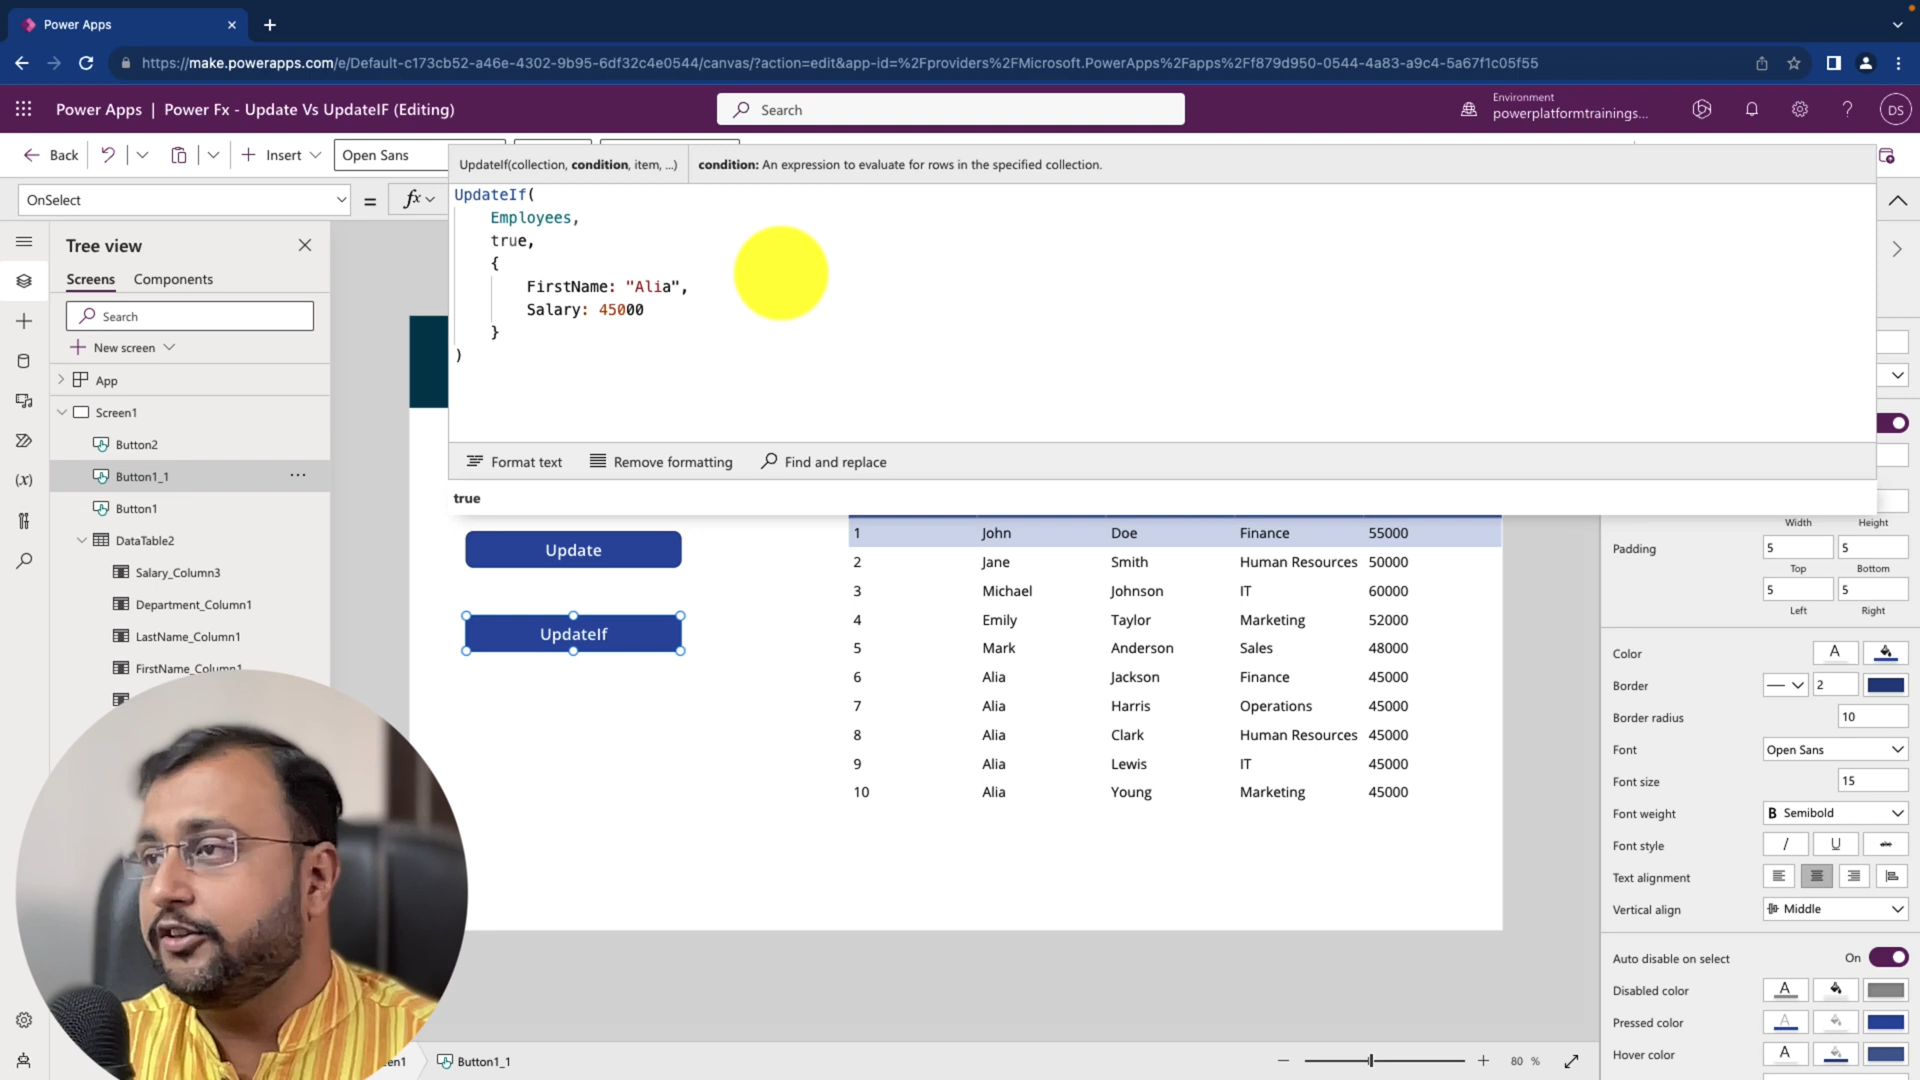 Power Apps
https://make.powerapps.com/e/Default-c173cb52-a46e-4302-9b95-6df32c4e0544/canvas/?action=edit&app-id=%2Fproviders%2FMicrosoft.PowerApps%2Fapps%2Ff879d950-0544-4a83-a9c4-5a67f1c05f55
Power Apps | Power Fx - Update Vs UpdateIF (Editing)
Search
Environment
powerplatformtrainings...
DS
Back
Insert
Open Sans
UpdateIf(collection, condition, item, ...)
condition: An expression to evaluate for rows in the specified collection.
OnSelect
=
fx
UpdateIf(
Employees,
true,
{
FirstName: "Alia",
Salary: 45000
}
)
Format text
Remove formatting
Find and replace
true
Tree view
Screens
Components
Search
New screen
App
Screen1
Button2
Button1_1
Button1
DataTable2
Salary_Column3
Department_Column1
LastName_Column1
FirstName_Column1
Update
UpdateIf
1 John Doe Finance 55000
2 Jane Smith Human Resources 50000
3 Michael Johnson IT 60000
4 Emily Taylor Marketing 52000
5 Mark Anderson Sales 48000
6 Alia Jackson Finance 45000
7 Alia Harris Operations 45000
8 Alia Clark Human Resources 45000
9 Alia Lewis IT 45000
10 Alia Young Marketing 45000
Width Height
Padding 5 5
Top Bottom
5 5
Left Right
Color
Border 2
Border radius 10
Font Open Sans
Font size 15
Font weight B Semibold
Font style
Text alignment
Vertical align Middle
Auto disable on select On
Disabled color
Pressed color
Hover color
en1
Button1_1
80 %